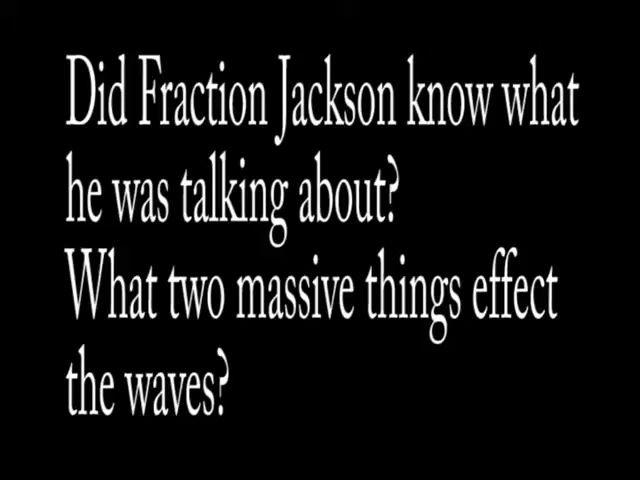 Did Fraction Jackson know what
he was talking about?
What two massive things effect
the waves?